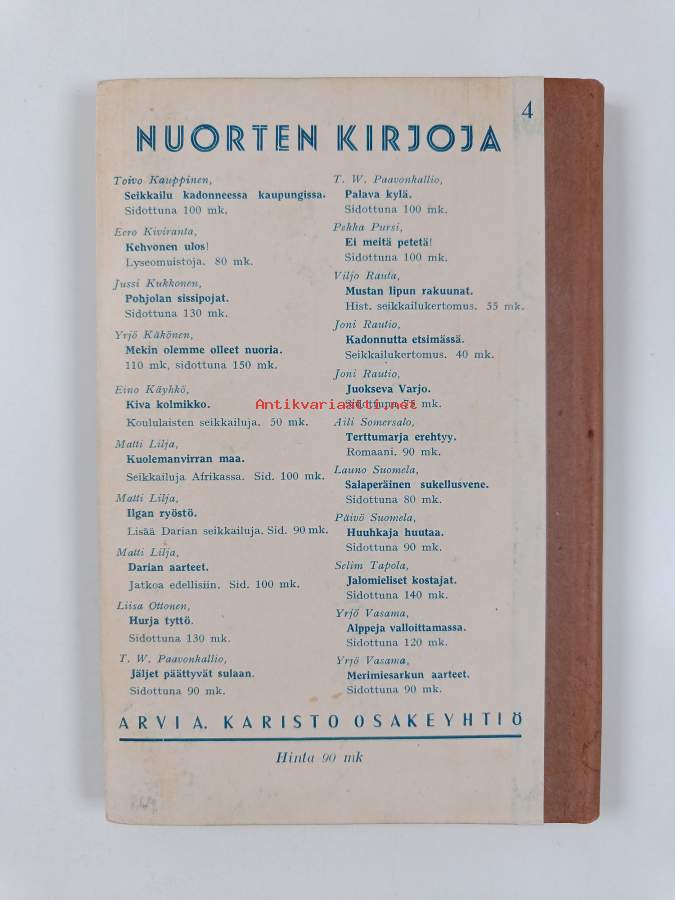 4
NUORTEN KIRJOJA
Toivo Kauppinen,
Seikkailu kadonneessa kaupungissa.
Sidottuna 100 mk.
Eero Kiviranta,
Kehvonen ulos!
Lyseomuistoja. 80 mk.
Jussi Kukkonen,
Pohjolan sissipojat.
Sidottuna 130 mk.
Yrjö Käkönen,
Mekin olemme olleet nuoria.
110 mk, sidottuna 150 mk.
Eino Käyhkö,
Kiva kolmikko.
Koululaisten seikkailuja. 50 mk.
Matti Lilja,
Kuolemanvirran maa.
Seikkailuja Afrikassa. Sid. 100 mk.
Matti Lilja,
Ilgan ryöstö.
Lisää Darian seikkailuja. Sid. 90 mk.
Matti Lilja,
Darian aarteet.
Jatkoa edellisiin. Sid. 100 mk.
Liisa Ottonen,
Hurja tyttö.
Sidottuna 130 mk.
T. W. Paavonkallio,
Jäljet päättyvät sulaan.
Sidottuna 90 mk.
T. W. Paavonkallio,
Palava kylä.
Sidottuna 100 mk.
Pekka Pursi,
Ei meitä petetä!
Sidottuna 100 mk.
Viljo Rauta,
Mustan lipun rakuunat.
Hist. seikkailukertomus. 55 mk.
Joni Rautio,
Kadonnutta etsimässä.
Seikkailukertomus. 40 mk.
Joni Rautio,
Juokseva Varjo.
Sidottuna 75 mk.
Aili Somersalo,
Terttumarja erehtyy.
Romaani. 90 mk.
Launo Suomela,
Salaperäinen sukellusvene.
Sidottuna 80 mk.
Päivö Suomela,
Huuhkaja huutaa.
Sidottuna 90 mk.
Selim Tapola,
Jalomieliset kostajat.
Sidottuna 140 mk.
Yrjö Vasama,
Alppeja valloittamassa.
Sidottuna 120 mk.
Yrjö Vasama,
Merimiesarkun aarteet.
Sidottuna 90 mk.
Antikvariaatti.net
ARVI A. KARISTO OSAKEYHTIÖ
Hinta 90 mk